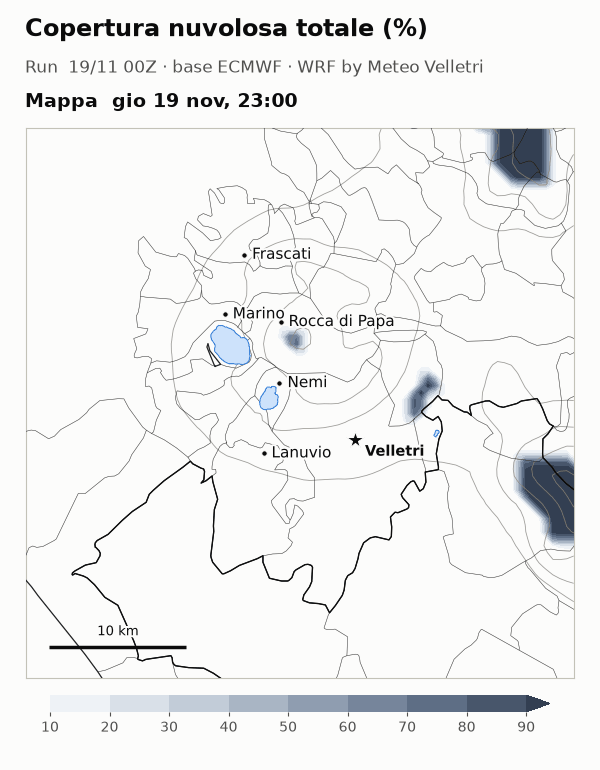 Copertura nuvolosa totale (%)
Run  19/11 00Z · base ECMWF · WRF by Meteo Velletri
Mappa  gio 19 nov, 23:00
Frascati
Marino
Rocca di Papa
Nemi
Velletri
Lanuvio
10 km
10 20 30 40 50 60 70 80 90